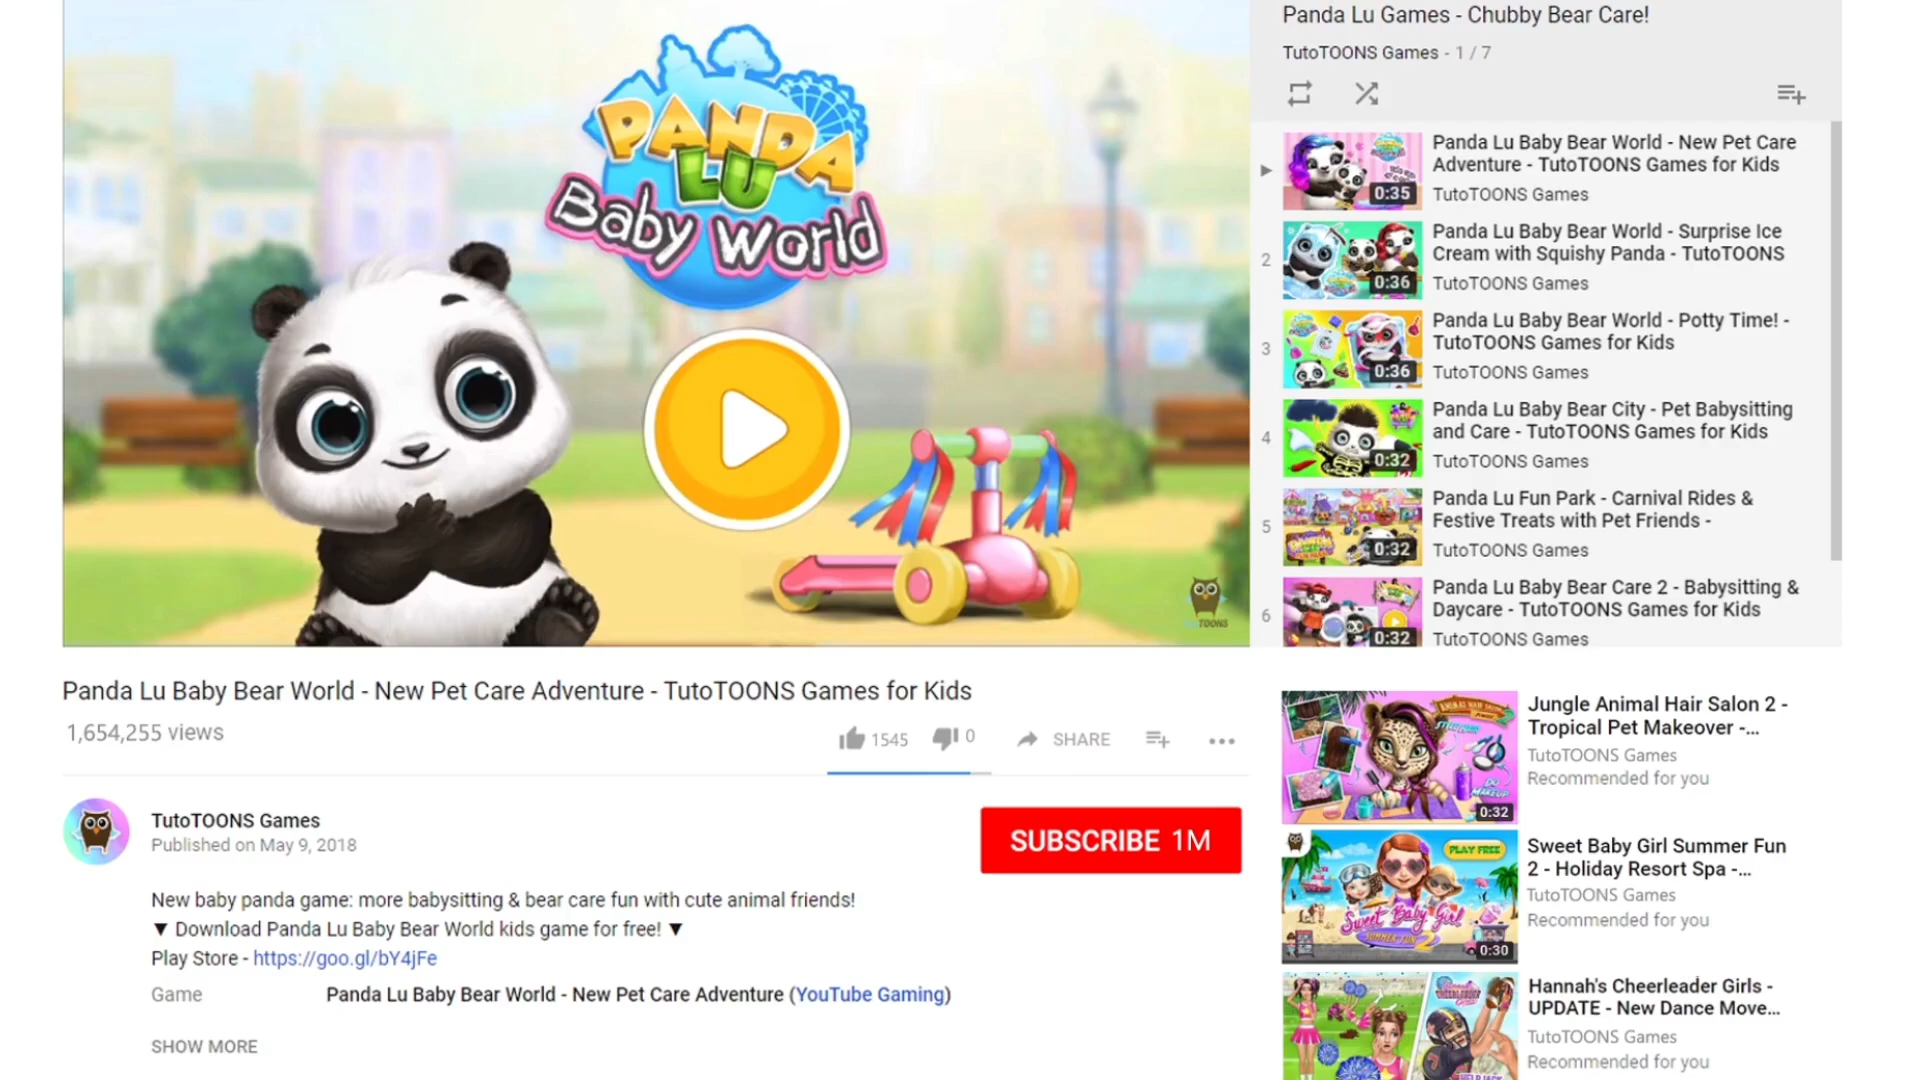 PANDA
LU
Baby World
TOONS
Panda Lu Games - Chubby Bear Care!
TutoTOONS Games - 1 / 7
Panda Lu Baby Bear World - New Pet Care
Adventure - TutoTOONS Games for Kids
TutoTOONS Games
0:35
2
Panda Lu Baby Bear World - Surprise Ice
Cream with Squishy Panda - TutoTOONS
TutoTOONS Games
0:36
3
Panda Lu Baby Bear World - Potty Time! -
TutoTOONS Games for Kids
TutoTOONS Games
0:36
4
Panda Lu Baby Bear City - Pet Babysitting
and Care - TutoTOONS Games for Kids
TutoTOONS Games
0:32
5
Panda Lu Fun Park - Carnival Rides &
Festive Treats with Pet Friends -
TutoTOONS Games
0:32
6
Panda Lu Baby Bear Care 2 - Babysitting &
Daycare - TutoTOONS Games for Kids
TutoTOONS Games
0:32
Panda Lu Baby Bear World - New Pet Care Adventure - TutoTOONS Games for Kids
1,654,255 views
1545
0
SHARE
TutoTOONS Games
Published on May 9, 2018
SUBSCRIBE 1M
New baby panda game: more babysitting & bear care fun with cute animal friends!
▼ Download Panda Lu Baby Bear World kids game for free! ▼
Play Store - https://goo.gl/bY4jFe
Game Panda Lu Baby Bear World - New Pet Care Adventure (YouTube Gaming)
SHOW MORE
Jungle Animal Hair Salon 2 -
Tropical Pet Makeover -...
TutoTOONS Games
Recommended for you
0:32
PLAY FREE
Sweet Baby Girl
SUMMER FUN 2
0:30
Sweet Baby Girl Summer Fun
2 - Holiday Resort Spa -...
TutoTOONS Games
Recommended for you
Hannah's Cheerleader Girls -
UPDATE - New Dance Move...
TutoTOONS Games
Recommended for you